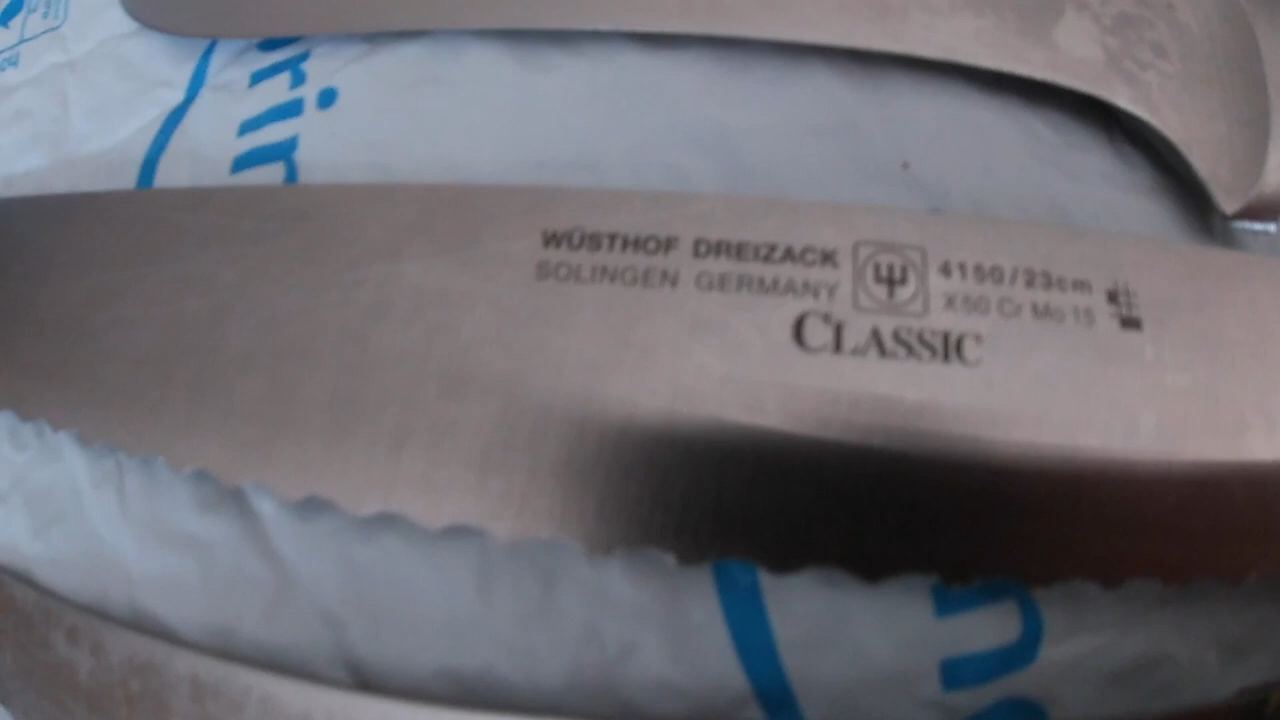 WÜSTHOF DREIZACK
SOLINGEN GERMANY
4150/23cm
X50 Cr Mo 15
CLASSIC